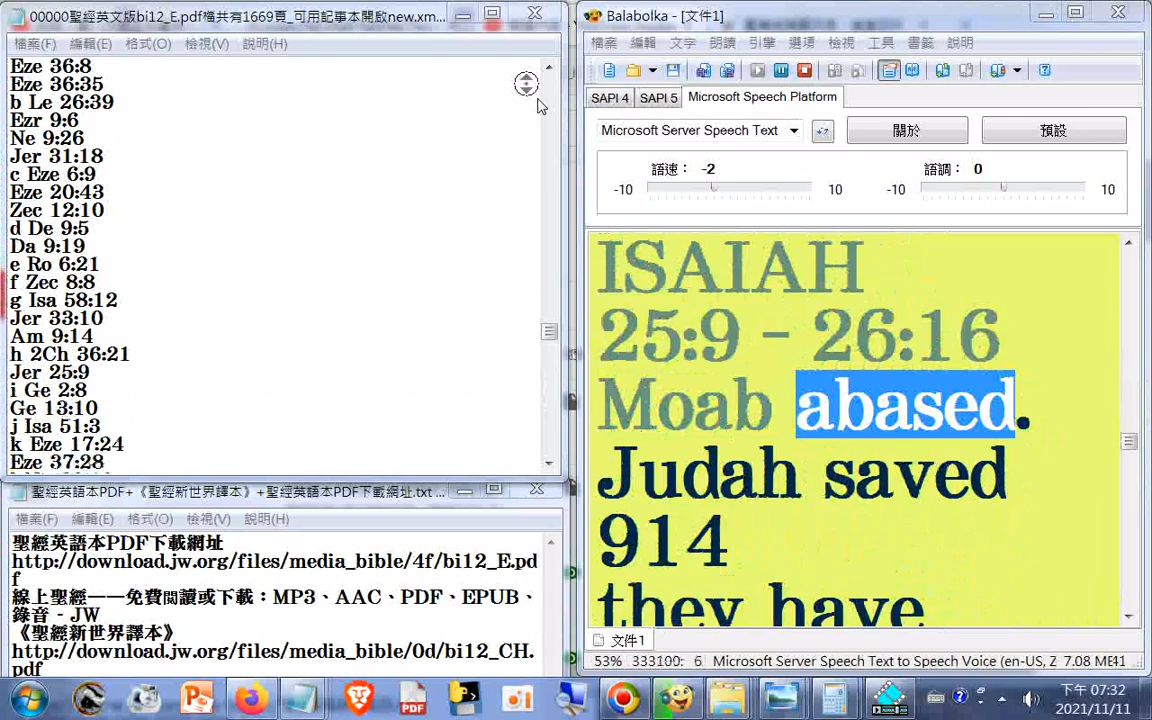 00000聖經英文版bi12_E.pdf檔共有1669頁_可用記事本開啟new.xm...
檔案(F) 編輯(E) 格式(O) 檢視(V) 說明(H)
Eze 36:8
Eze 36:35
b Le 26:39
Ezr 9:6
Ne 9:26
Jer 31:18
c Eze 6:9
Eze 20:43
Zec 12:10
d De 9:5
Da 9:19
e Ro 6:21
f Zec 8:8
g Isa 58:12
Jer 33:10
Am 9:14
h 2Ch 36:21
Jer 25:9
i Ge 2:8
Ge 13:10
j Isa 51:3
k Eze 17:24
Eze 37:28
聖經英語本PDF+《聖經新世界譯本》+聖經英語本PDF下載網址.txt ...
檔案(F) 編輯(E) 格式(O) 檢視(V) 說明(H)
聖經英語本PDF下載網址
http://download.jw.org/files/media_bible/4f/bi12_E.pd
f
線上聖經——免費閱讀或下載：MP3、AAC、PDF、EPUB、
錄音 - JW
《聖經新世界譯本》
http://download.jw.org/files/media_bible/0d/bi12_CH.
pdf
Balabolka - [文件1]
檔案 編輯 文字 朗讀 引擎 選項 檢視 工具 書籤 說明
SAPI 4 SAPI 5 Microsoft Speech Platform
Microsoft Server Speech Text 關於 預設
語速： -2 語調： 0
-10 10 -10 10
ISAIAH
25:9 - 26:16
Moab abased.
Judah saved
914
they have
文件1
53% 333100: 6 Microsoft Server Speech Text to Speech Voice (en-US, Z 7.08 ME41
PDF
下午 07:32
2021/11/11